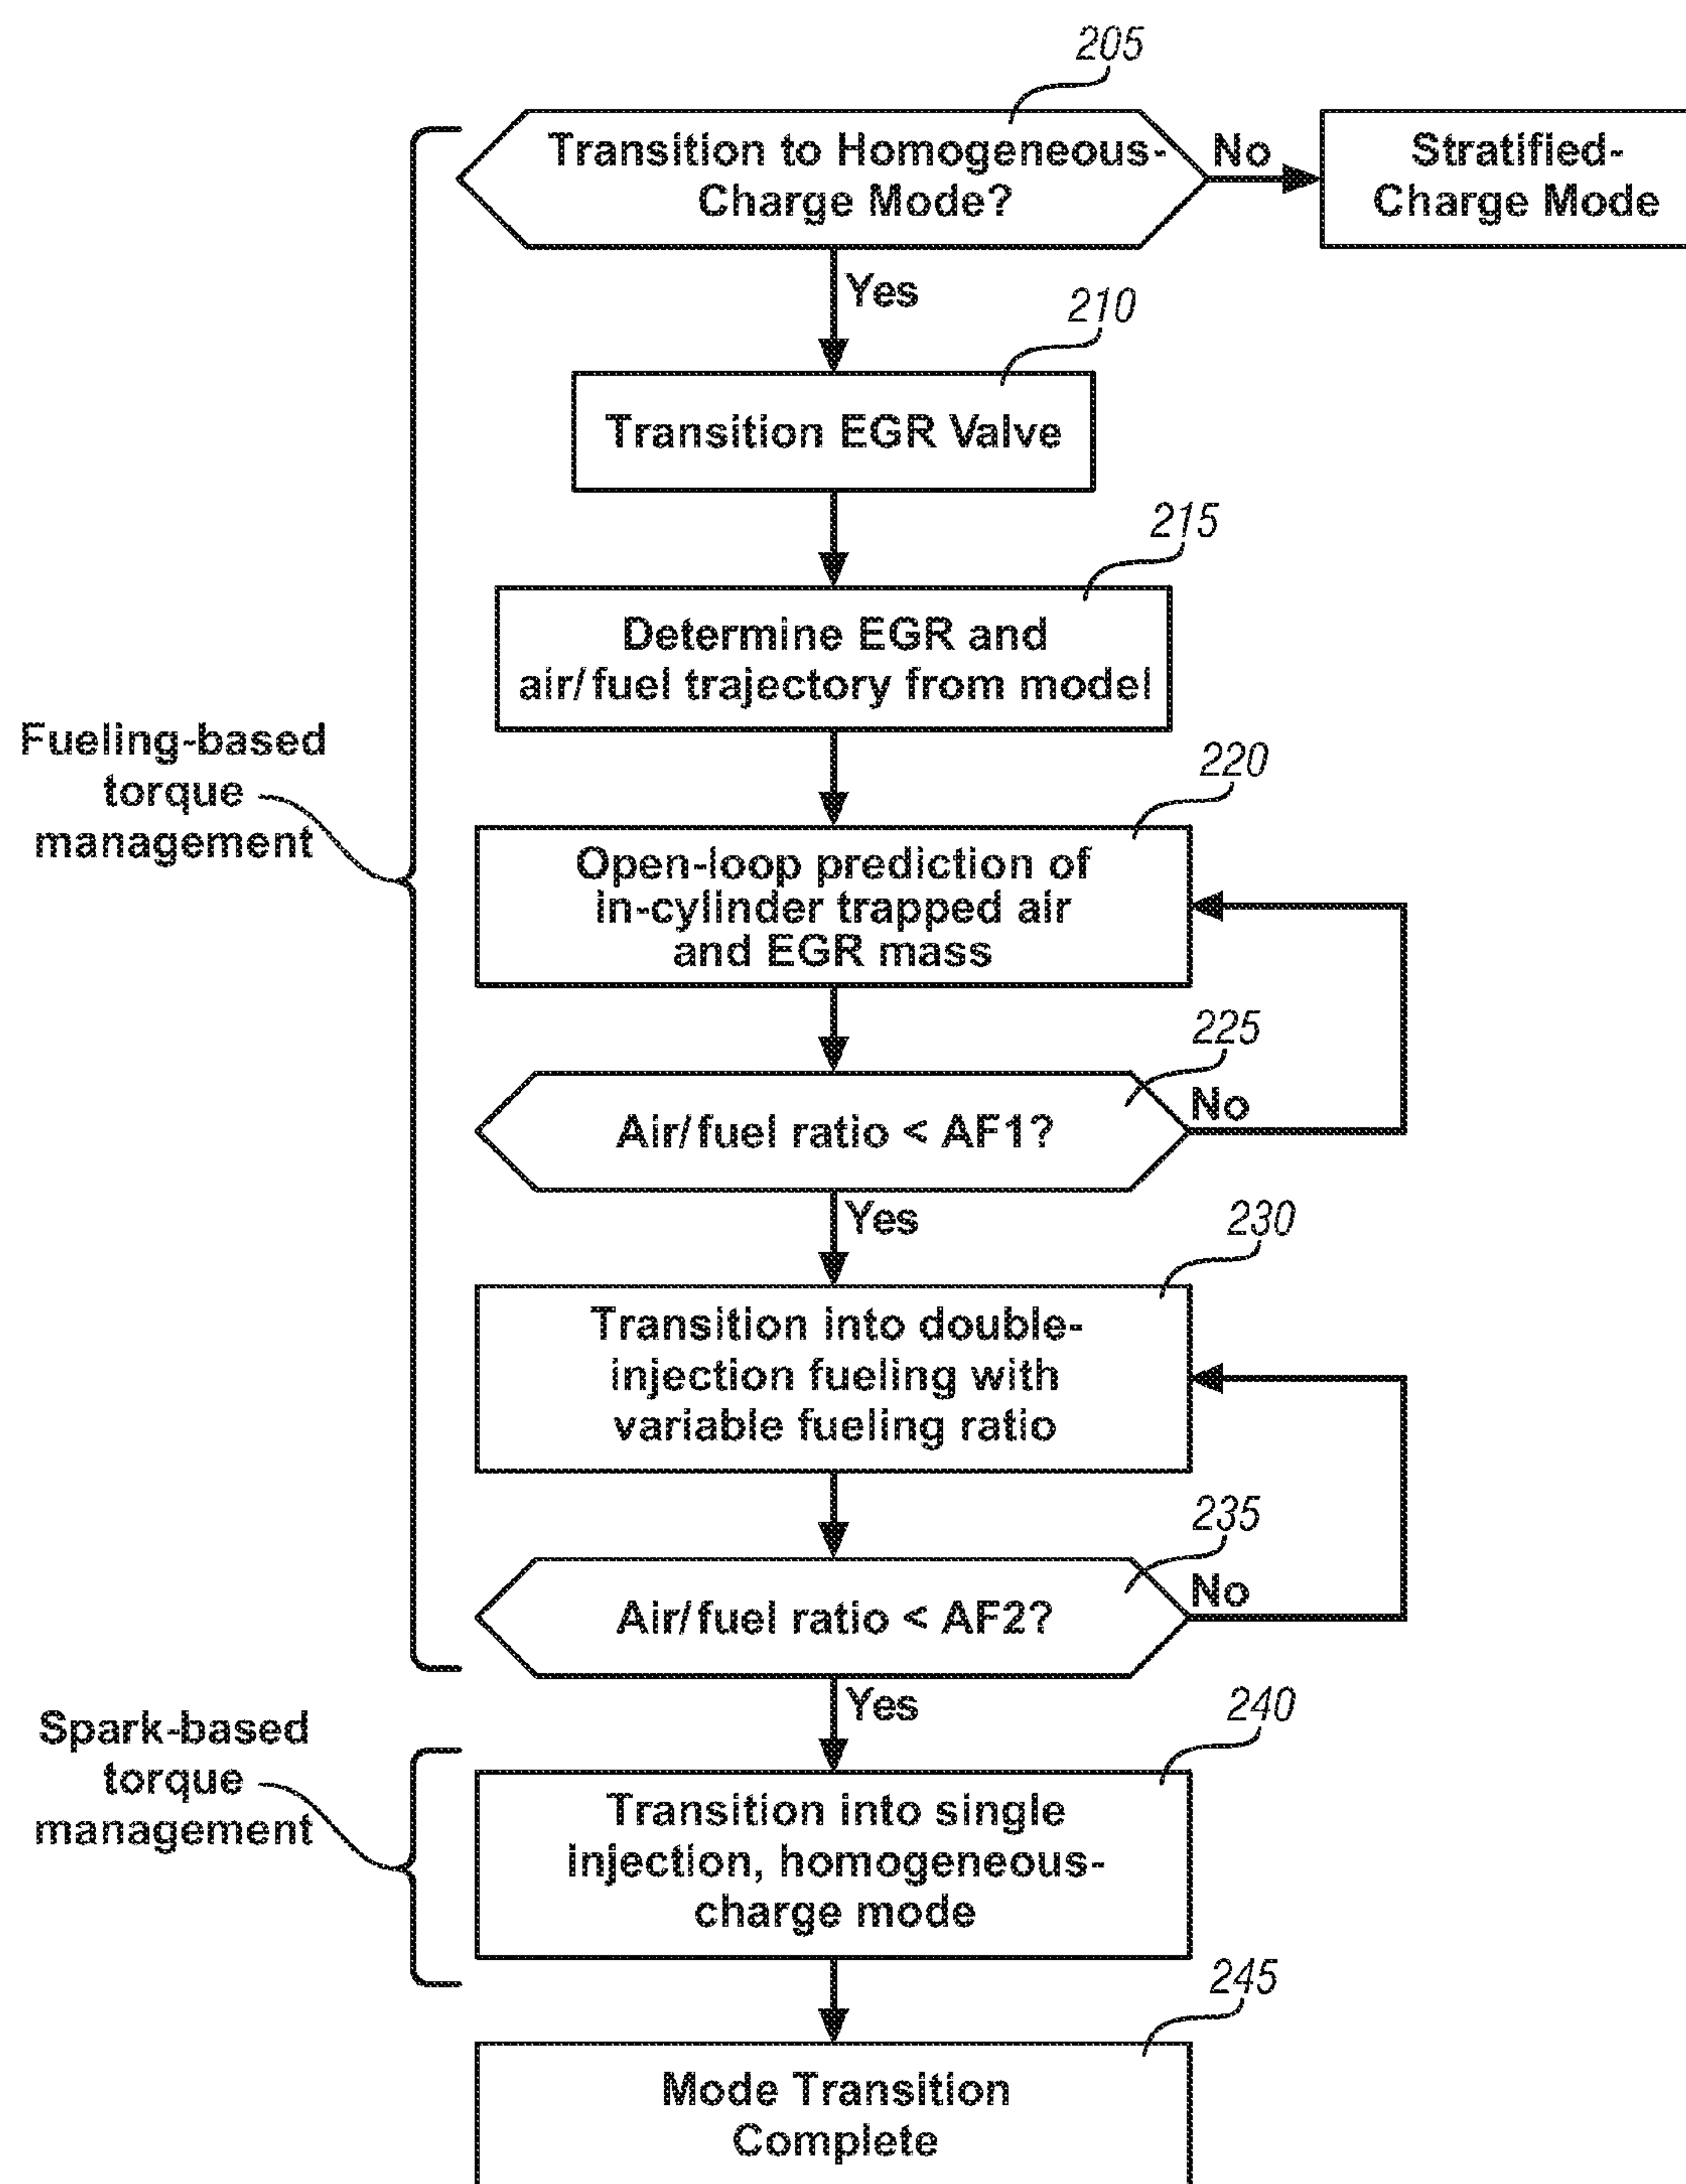 205
Transition to Homogeneous-
Charge Mode?
No
Stratified-
Charge Mode
Yes
210
Transition EGR Valve
215
Determine EGR and
air/fuel trajectory from model
Fueling-based
torque
management
220
Open-loop prediction of
in-cylinder trapped air
and EGR mass
225
Air/fuel ratio < AF1?
No
Yes
230
Transition into double-
injection fueling with
variable fueling ratio
235
Air/fuel ratio < AF2?
No
Yes
Spark-based
torque
management
240
Transition into single
injection, homogeneous-
charge mode
245
Mode Transition
Complete